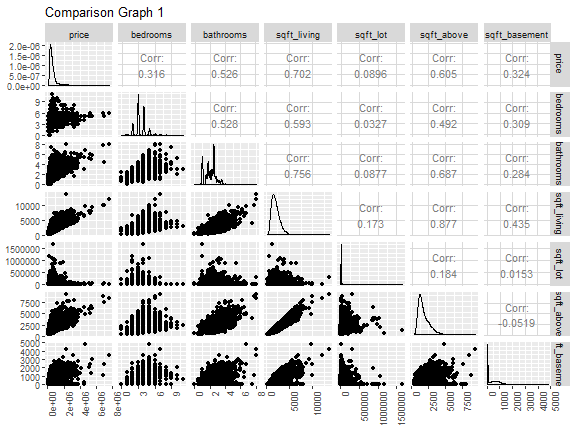 Comparison Graph 1
price bedrooms bathrooms sqft_living sqft_lot sqft_above sqft_basement
2.0e-06
1.5e-06
1.0e-06
5.0e-07
0.0e+00
Corr: Corr: Corr: Corr: Corr: Corr:
0.316 0.526 0.702 0.0896 0.605 0.324
price
9
6
3
0
Corr: Corr: Corr: Corr: Corr:
0.528 0.593 0.0327 0.492 0.309
bedrooms
8
6
4
2
0
Corr: Corr: Corr: Corr:
0.756 0.0877 0.687 0.284
bathrooms
10000
5000
0
Corr: Corr: Corr:
0.173 0.877 0.435
sqft_living
1500000
1000000
500000
0
Corr: Corr:
0.184 0.0153
sqft_lot
7500
5000
2500
0
Corr:
-0.0519
sqft_above
5000
4000
3000
2000
1000
0
ft_baseme
0e+00 2e+06 4e+06 6e+06 8e+06 0 3 6 9 0 2 4 6 8 0 5000 10000 0 500000 1000000 1500000 0 2500 5000 7500 0 1000 2000 3000 4000 5000